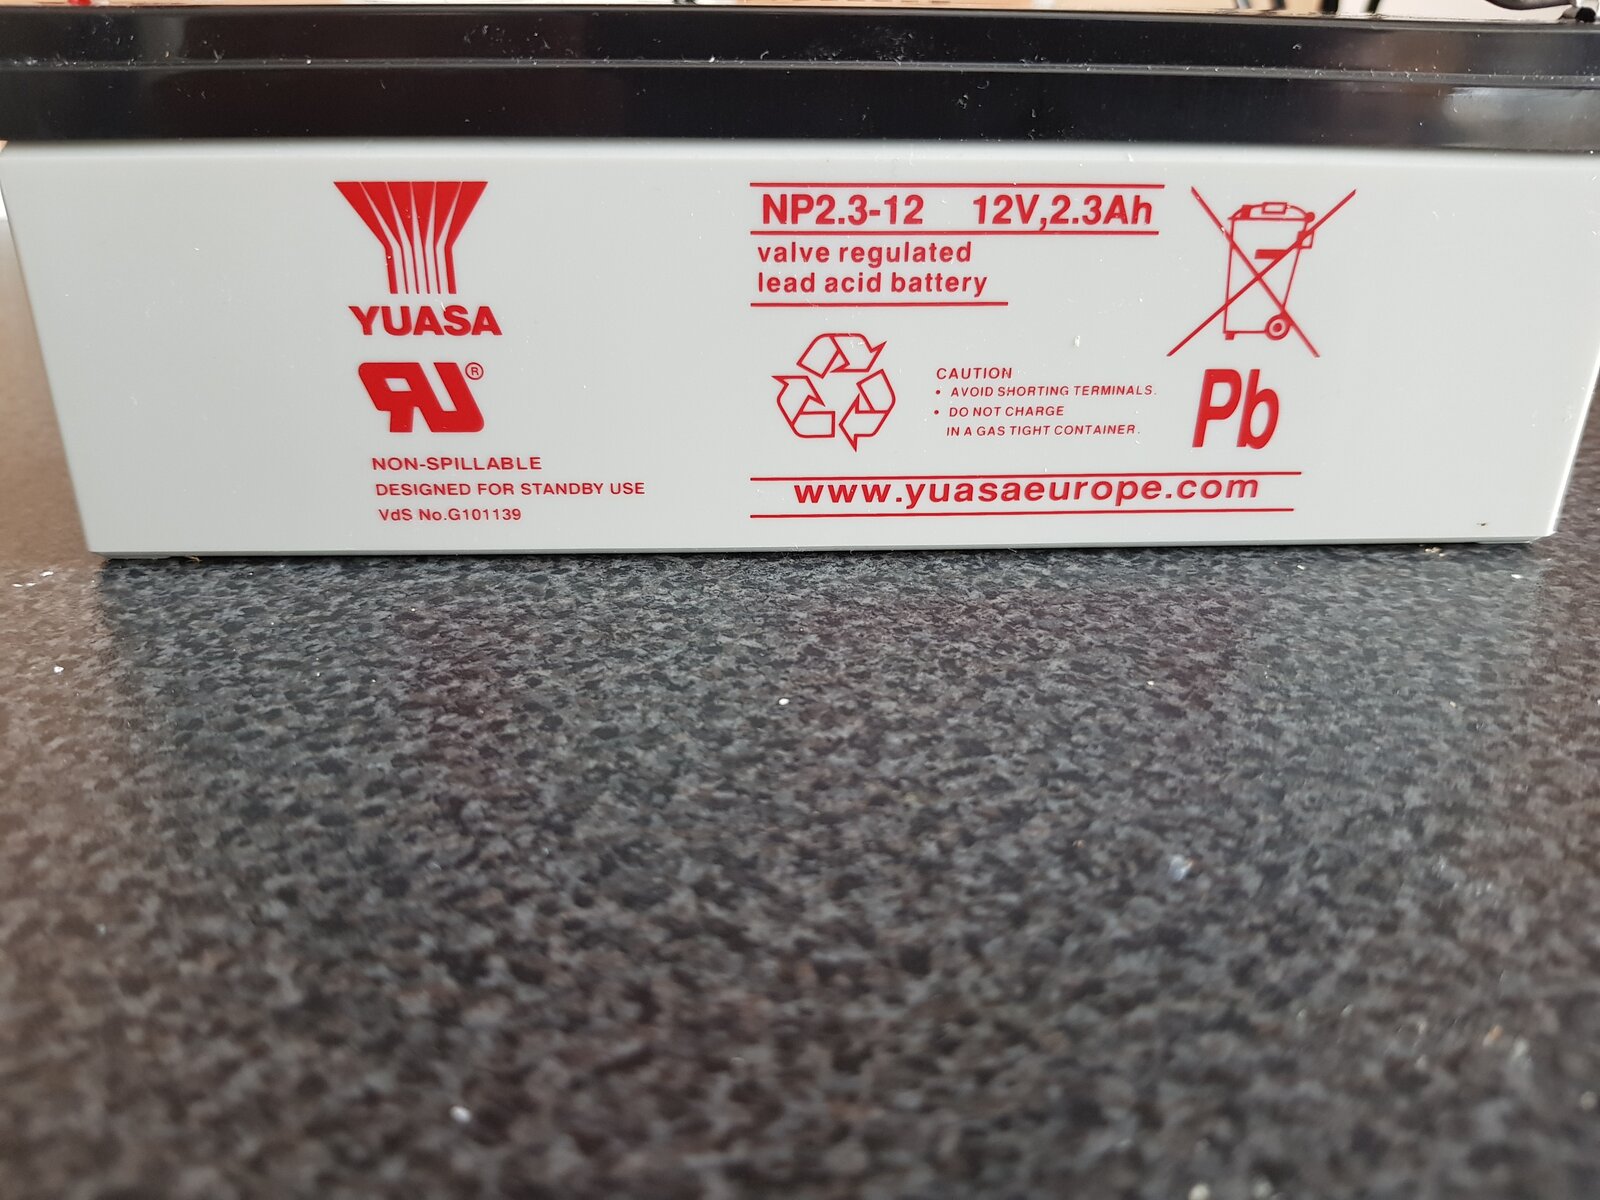 YUASA
RU®
NON-SPILLABLE
DESIGNED FOR STANDBY USE
VdS No.G101139
NP2.3-12 12V,2.3Ah
valve regulated
lead acid battery
CAUTION
• AVOID SHORTING TERMINALS.
• DO NOT CHARGE
IN A GAS TIGHT CONTAINER.
Pb
www.yuasaeurope.com